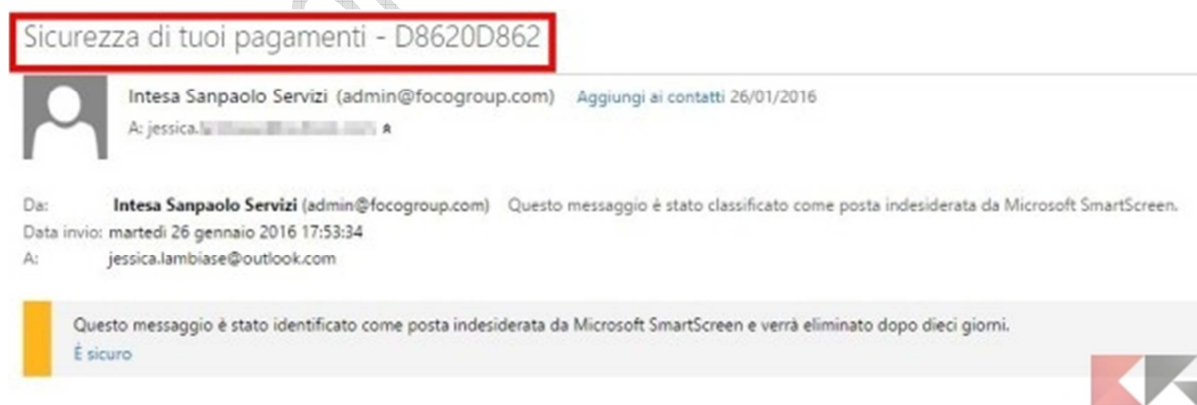 Sicurezza di tuoi pagamenti - D8620D862
Intesa Sanpaolo Servizi (admin@focogroup.com) Aggiungi ai contatti 26/01/2016
A: jessica.
Da: Intesa Sanpaolo Servizi (admin@focogroup.com) Questo messaggio è stato classificato come posta indesiderata da Microsoft SmartScreen.
Data invio: martedì 26 gennaio 2016 17:53:34
A: jessica.lambiase@outlook.com
Questo messaggio è stato identificato come posta indesiderata da Microsoft SmartScreen e verrà eliminato dopo dieci giorni.
È sicuro